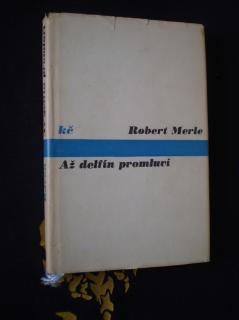 kč
Robert Merle
Až delfín promluví